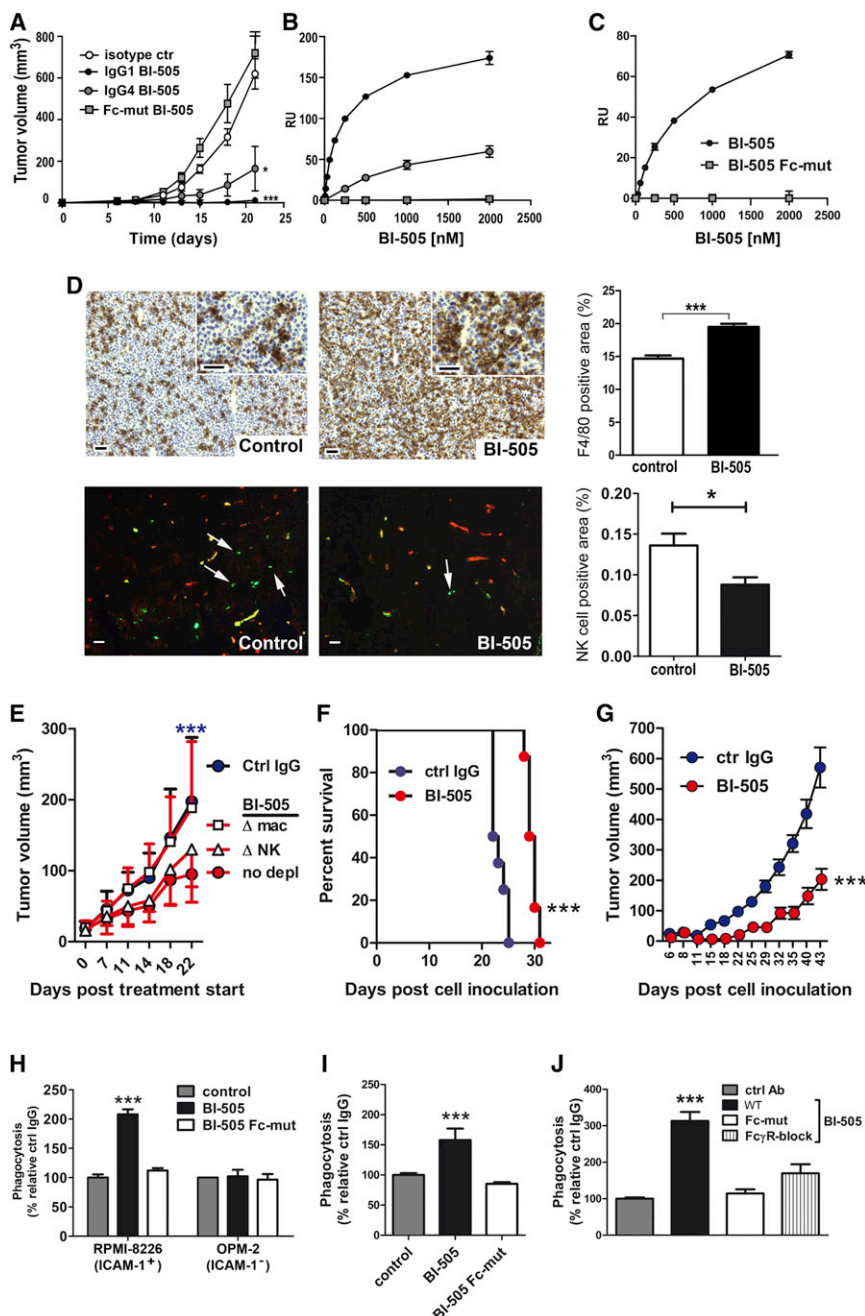 A
Tumor volume (mm³)
800
600
400
200
0
0 5 10 15 20 25
Time (days)
isotype ctr
IgG1 BI-505
IgG4 BI-505
Fc-mut BI-505
*
***
B
RU
200
150
100
50
0
0 500 1000 1500 2000
BI-505 [nM]
C
RU
80
60
40
20
0
0 500 1000 1500 2000
BI-505 [nM]
BI-505
BI-505 Fc-mut
D
Control
BI-505
F4/80 positive area (%)
25
20
15
10
5
0
***
control BI-505
Control
BI-505
NK cell positive area (%)
0.20
0.15
0.10
0.05
0.00
*
control BI-505
E
Tumor volume (mm³)
300
200
100
0
***
0 7 11 14 18 22
Days post treatment start
Ctrl IgG
BI-505
Δ mac
Δ NK
no depl
F
Percent survival
100
80
60
40
20
0
0 10 20 30
Days post cell inoculation
ctrl IgG
BI-505
***
G
Tumor volume (mm³)
700
600
500
400
300
200
100
0
6 8 11 15 18 22 25 29 32 35 40 43
Days post cell inoculation
ctr IgG
BI-505
***
H
Phagocytosis
(% relative ctrl IgG)
250
200
150
100
50
0
***
control
BI-505
BI-505 Fc-mut
RPMI-8226
(ICAM-1⁺)
OPM-2
(ICAM-1⁻)
I
Phagocytosis
(% relative ctrl IgG)
200
150
100
50
0
***
control
BI-505
BI-505 Fc-mut
J
Phagocytosis
(% relative ctrl IgG)
400
300
200
100
0
***
ctrl Ab
WT
Fc-mut
FcγR-block
BI-505